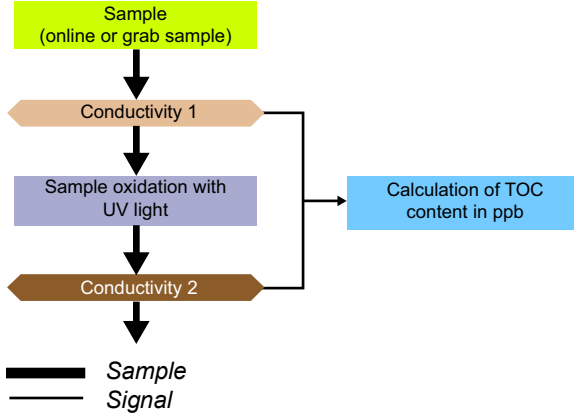 Sample
(online or grab sample)
Conductivity 1
Sample oxidation with
UV light
Calculation of TOC
content in ppb
Conductivity 2
Sample
Signal